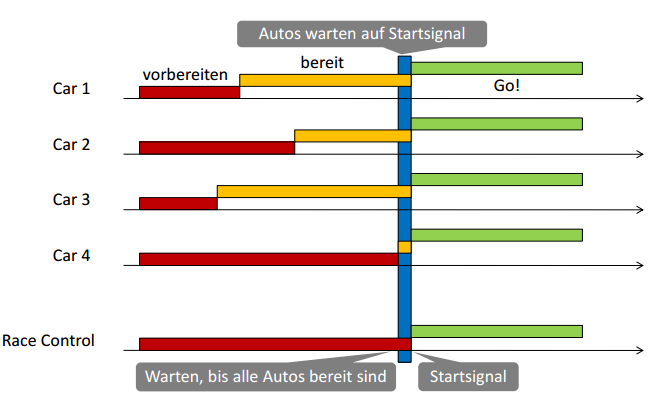 Autos warten auf Startsignal
bereit
vorbereiten
Car 1
Go!
Car 2
Car 3
Car 4
Race Control
Warten, bis alle Autos bereit sind
Startsignal